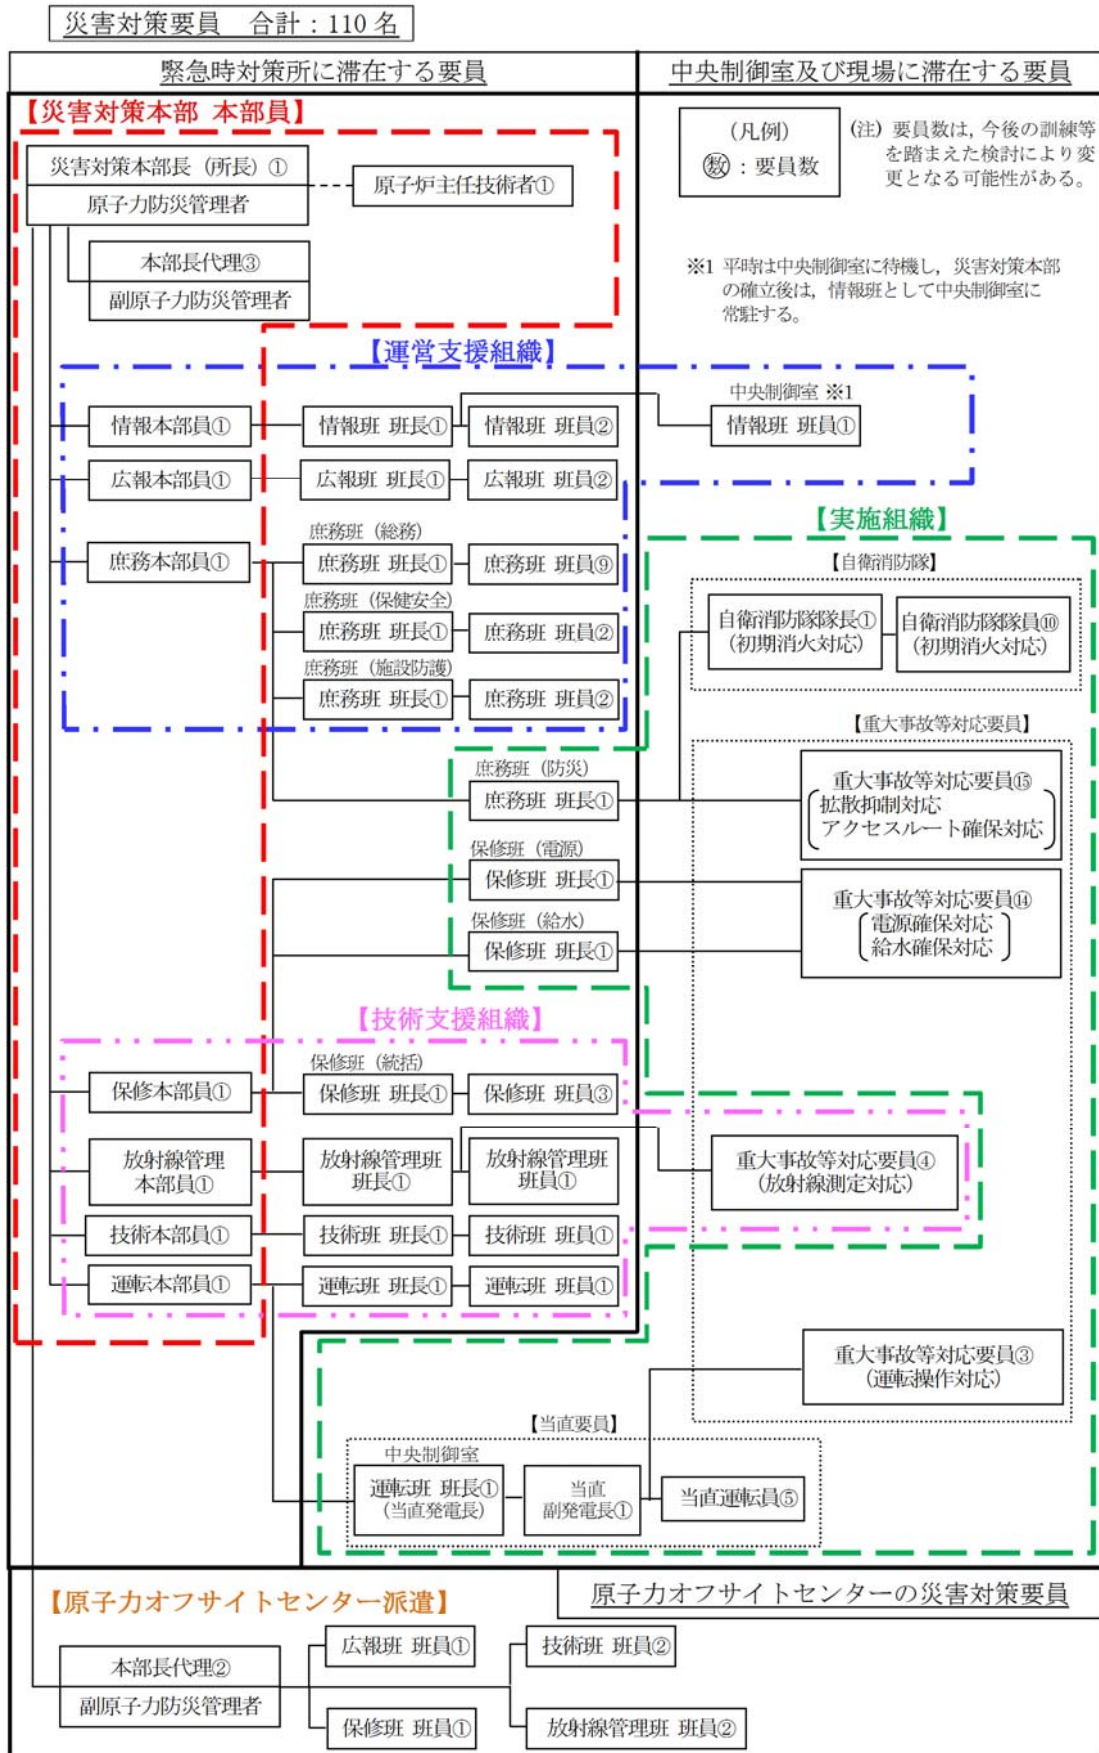 災害対策要員　合計：110 名
緊急時対策所に滞在する要員
中央制御室及び現場に滞在する要員
【災害対策本部 本部員】
災害対策本部長（所長）①
原子力防災管理者
原子炉主任技術者①
本部長代理③
副原子力防災管理者
（凡例）
数：要員数
(注) 要員数は，今後の訓練等
を踏まえた検討により変
更となる可能性がある。
※1 平時は中央制御室に待機し，災害対策本部
の確立後は，情報班として中央制御室に
常駐する。
【運営支援組織】
中央制御室 ※1
情報本部員①
情報班 班長①
情報班 班員②
情報班 班員①
広報本部員①
広報班 班長①
広報班 班員②
庶務班（総務）
庶務本部員①
庶務班 班長①
庶務班 班員⑨
庶務班（保健安全）
庶務班 班長①
庶務班 班員②
庶務班（施設防護）
庶務班 班長①
庶務班 班員②
【実施組織】
【自衛消防隊】
自衛消防隊隊長①
(初期消火対応)
自衛消防隊隊員⑩
(初期消火対応)
【重大事故等対応要員】
庶務班（防災）
庶務班 班長①
重大事故等対応要員⑮
拡散抑制対応
アクセスルート確保対応
保修班（電源）
保修班 班長①
保修班（給水）
保修班 班長①
重大事故等対応要員⑭
電源確保対応
給水確保対応
【技術支援組織】
保修班（統括）
保修本部員①
保修班 班長①
保修班 班員③
放射線管理
本部員①
放射線管理班
班長①
放射線管理班
班員①
重大事故等対応要員④
(放射線測定対応)
技術本部員①
技術班 班長①
技術班 班員①
運転本部員①
運転班 班長①
運転班 班員①
重大事故等対応要員③
(運転操作対応)
【当直要員】
中央制御室
運転班 班長①
(当直発電長)
当直
副発電長①
当直運転員⑤
【原子力オフサイトセンター派遣】
原子力オフサイトセンターの災害対策要員
本部長代理②
副原子力防災管理者
広報班 班員①
技術班 班員②
保修班 班員①
放射線管理班 班員②